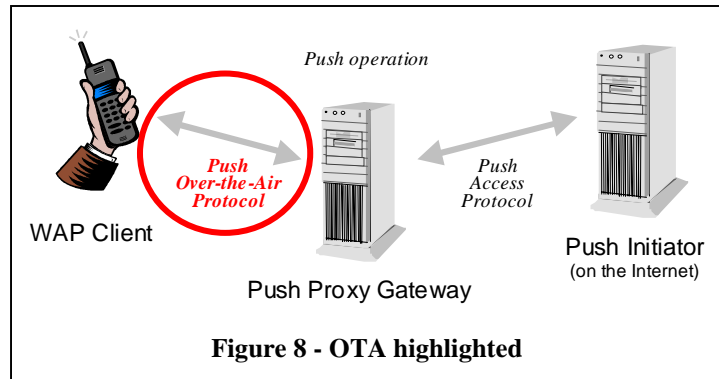 Push operation
Push
Over-the-Air
Protocol
Push
Access
Protocol
WAP Client
Push Proxy Gateway
Push Initiator
(on the Internet)
Figure 8 - OTA highlighted